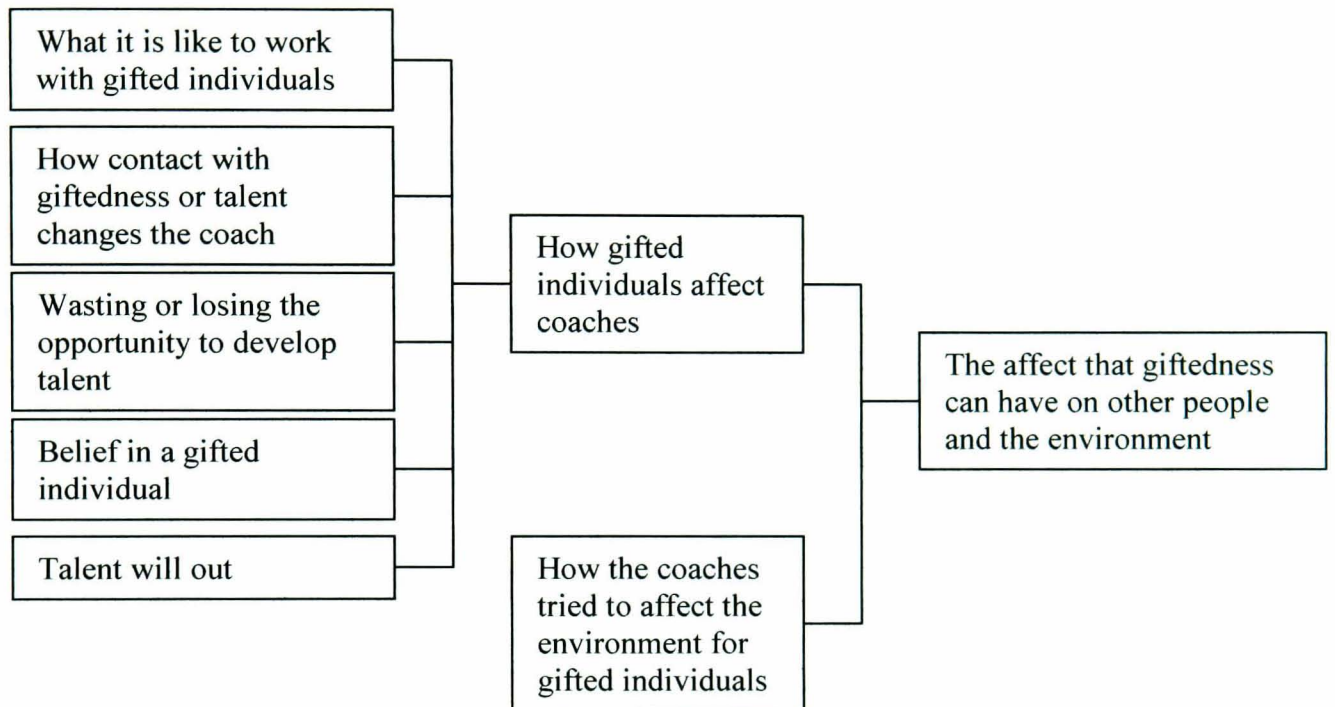 What it is like to work
with gifted individuals
How contact with
giftedness or talent
changes the coach
Wasting or losing the
opportunity to develop
talent
Belief in a gifted
individual
Talent will out
How gifted
individuals affect
coaches
How the coaches
tried to affect the
environment for
gifted individuals
The affect that giftedness
can have on other people
and the environment